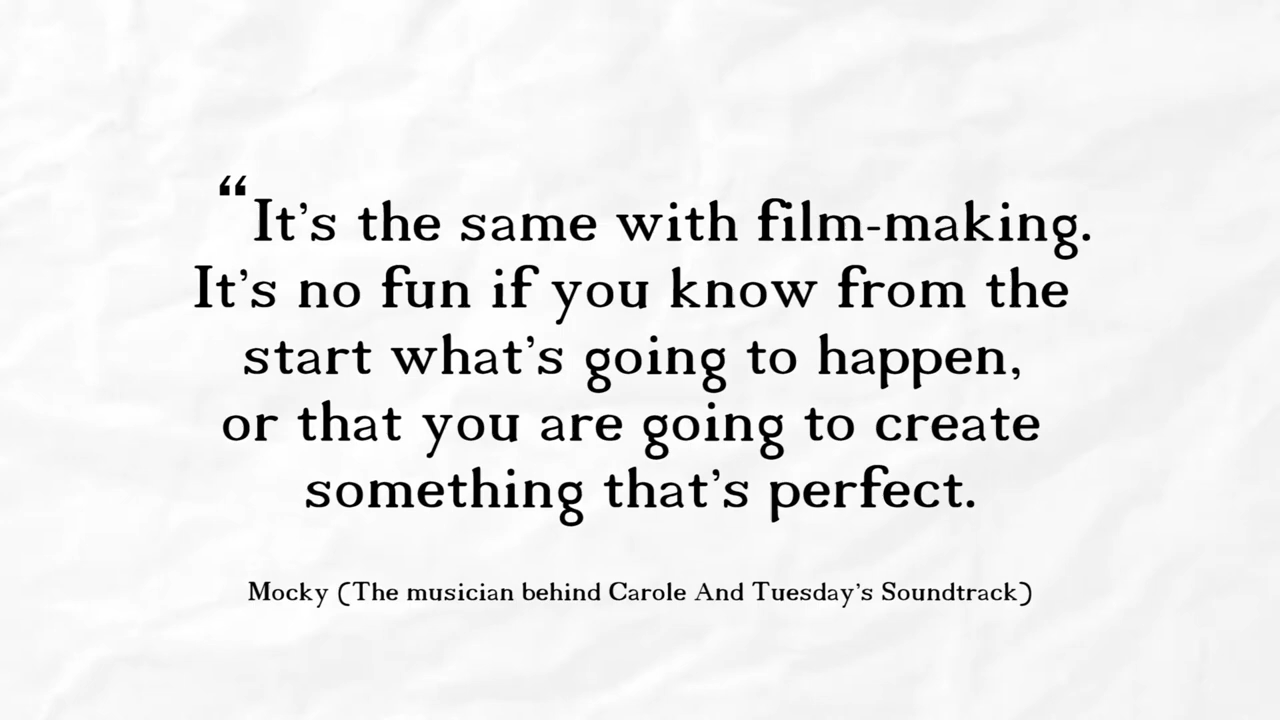 “It’s the same with film-making.
It’s no fun if you know from the
start what’s going to happen,
or that you are going to create
something that’s perfect.
Mocky (The musician behind Carole And Tuesday’s Soundtrack)